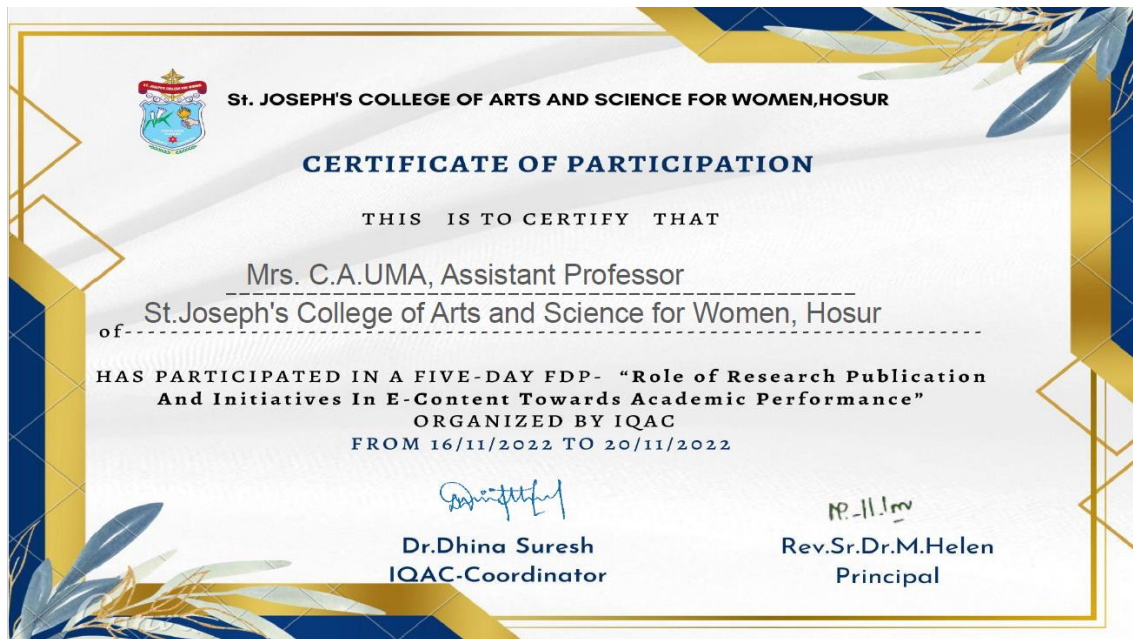 St. JOSEPH'S COLLEGE OF ARTS AND SCIENCE FOR WOMEN,HOSUR
CERTIFICATE OF PARTICIPATION
THIS IS TO CERTIFY THAT
Mrs. C.A.UMA, Assistant Professor
of St.Joseph's College of Arts and Science for Women, Hosur
HAS PARTICIPATED IN A FIVE-DAY FDP- “Role of Research Publication
And Initiatives In E-Content Towards Academic Performance”
ORGANIZED BY IQAC
FROM 16/11/2022 TO 20/11/2022
Dr.Dhina Suresh
IQAC-Coordinator
Rev.Sr.Dr.M.Helen
Principal